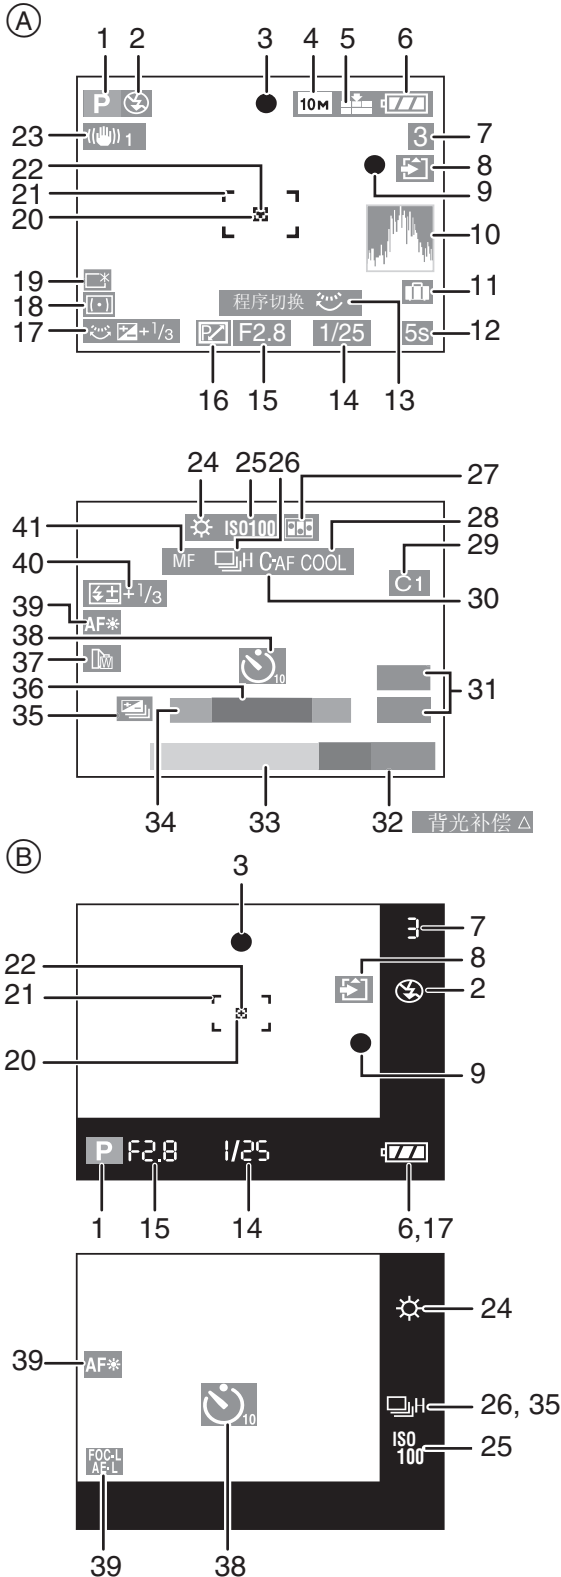 A
1 2 3 4 5 6
P 10M
23 1 3 7
22 8
21 9
20 10
19 11
18 程序切换
17 +1/3 P F2.8 1/25 5s 12
16 15 14 13
24 25 26 27
ISO100
41 MF H C-AF COOL 28
40 +1/3 C1 29
39 AF 30
38 10
37 W
36 31
35
34 33 32 背光补偿
B
3
3 7
22 8
21 2
20 9
P F2.8 1/25
1 15 14 6,17
24
39 AF
10 H 26, 35
ISO 100 25
FOC-L
AE-L
39 38